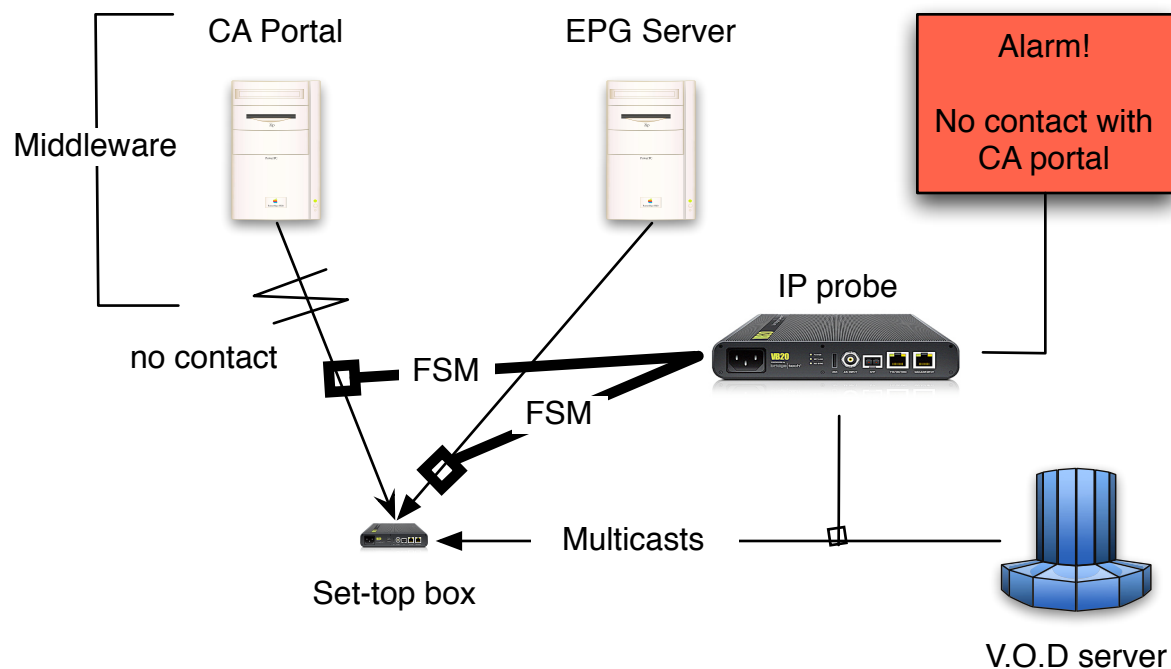 CA Portal
EPG Server
Alarm!
No contact with
CA portal
Middleware
IP probe
no contact
FSM
VB20
FSM
Multicasts
Set-top box
V.O.D server